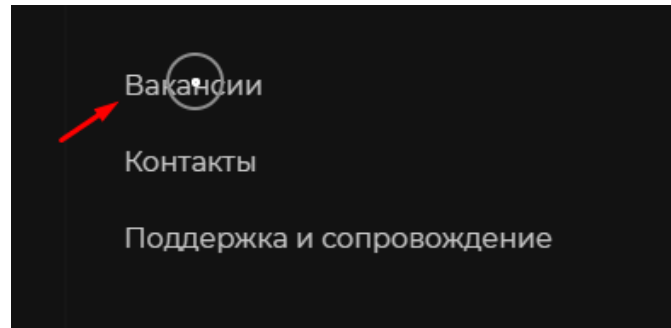 Вакансии
Контакты
Поддержка и сопровождение